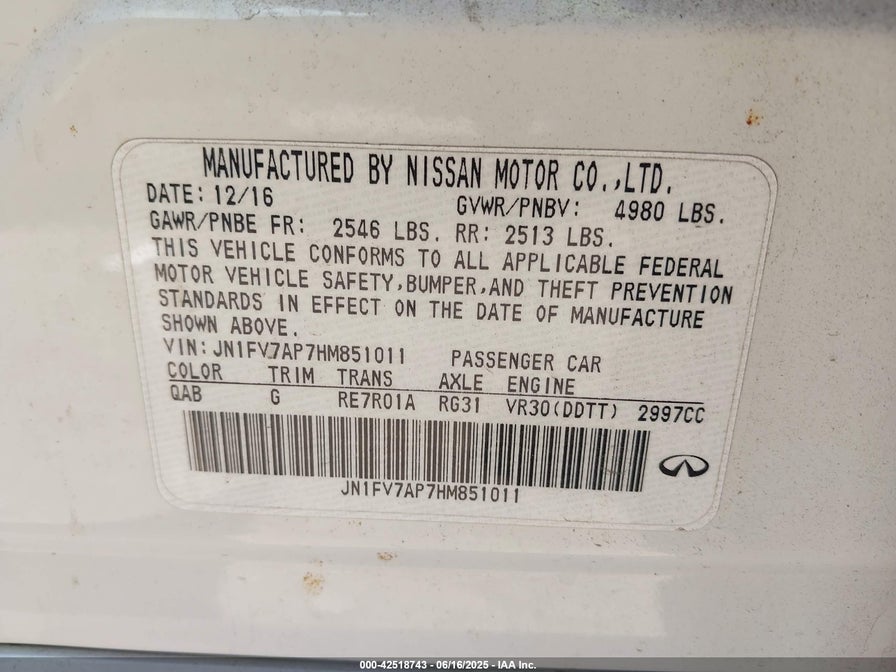 MANUFACTURED BY NISSAN MOTOR CO.,LTD.
DATE: 12/16 GVWR/PNBV: 4980 LBS.
GAWR/PNBE FR: 2546 LBS. RR: 2513 LBS.
THIS VEHICLE CONFORMS TO ALL APPLICABLE FEDERAL
MOTOR VEHICLE SAFETY,BUMPER,AND THEFT PREVENTION
STANDARDS IN EFFECT ON THE DATE OF MANUFACTURE
SHOWN ABOVE.
VIN: JN1FV7AP7HM851011 PASSENGER CAR
COLOR TRIM TRANS AXLE ENGINE
QAB G RE7R01A RG31 VR30(DDTT) 2997CC
JN1FV7AP7HM851011
000-42518743 / 06/16/2025 - IAA Inc.